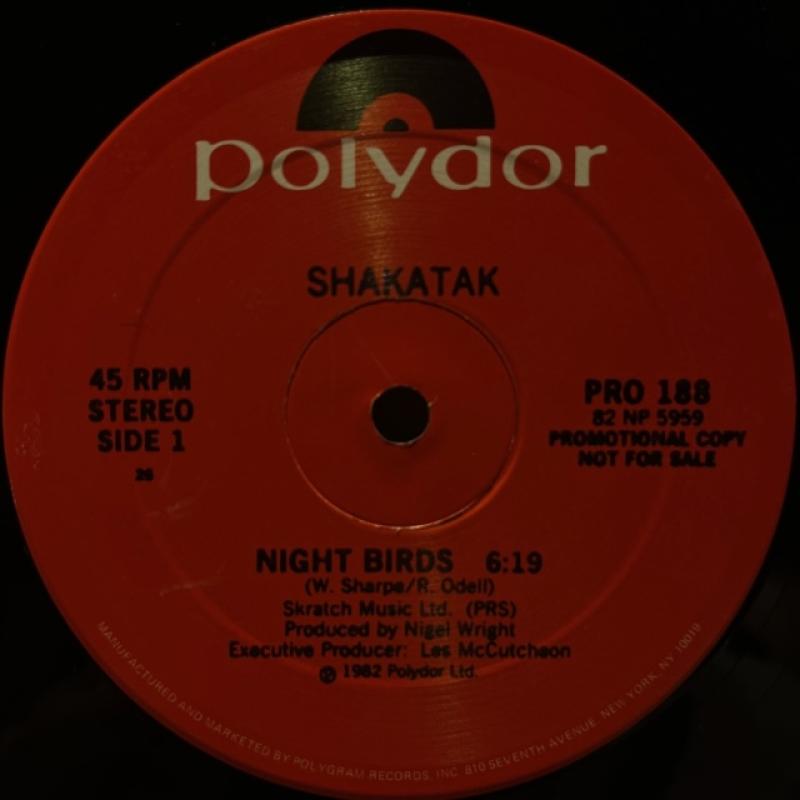 polydor
SHAKATAK
45 RPM
STEREO
SIDE 1
26
PRO 188
82 NP 5959
PROMOTIONAL COPY
NOT FOR SALE
NIGHT BIRDS 6:19
(W. Sharpe/R. Odell)
Skratch Music Ltd. (PRS)
Produced by Nigel Wright
Executive Producer: Les McCutcheon
℗ 1982 Polydor Ltd.
MANUFACTURED AND MARKETED BY POLYGRAM RECORDS, INC. 810 SEVENTH AVENUE, NEW YORK, NY 10019